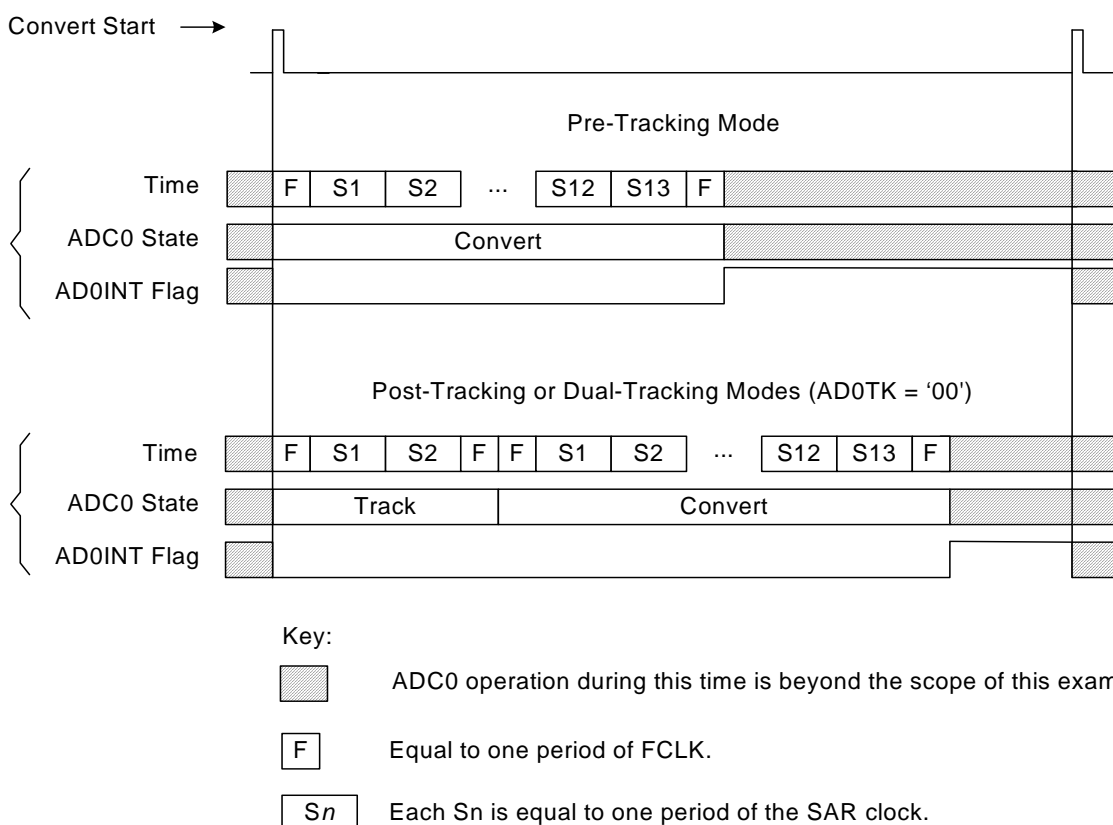 Convert Start
Pre-Tracking Mode
Time F S1 S2 ... S12 S13 F
ADC0 State Convert
AD0INT Flag
Post-Tracking or Dual-Tracking Modes (AD0TK = ‘00')
Time F S1 S2 F F S1 S2 ... S12 S13 F
ADC0 State Track Convert
AD0INT Flag
Key:
ADC0 operation during this time is beyond the scope of this exam
F Equal to one period of FCLK.
Sn Each Sn is equal to one period of the SAR clock.